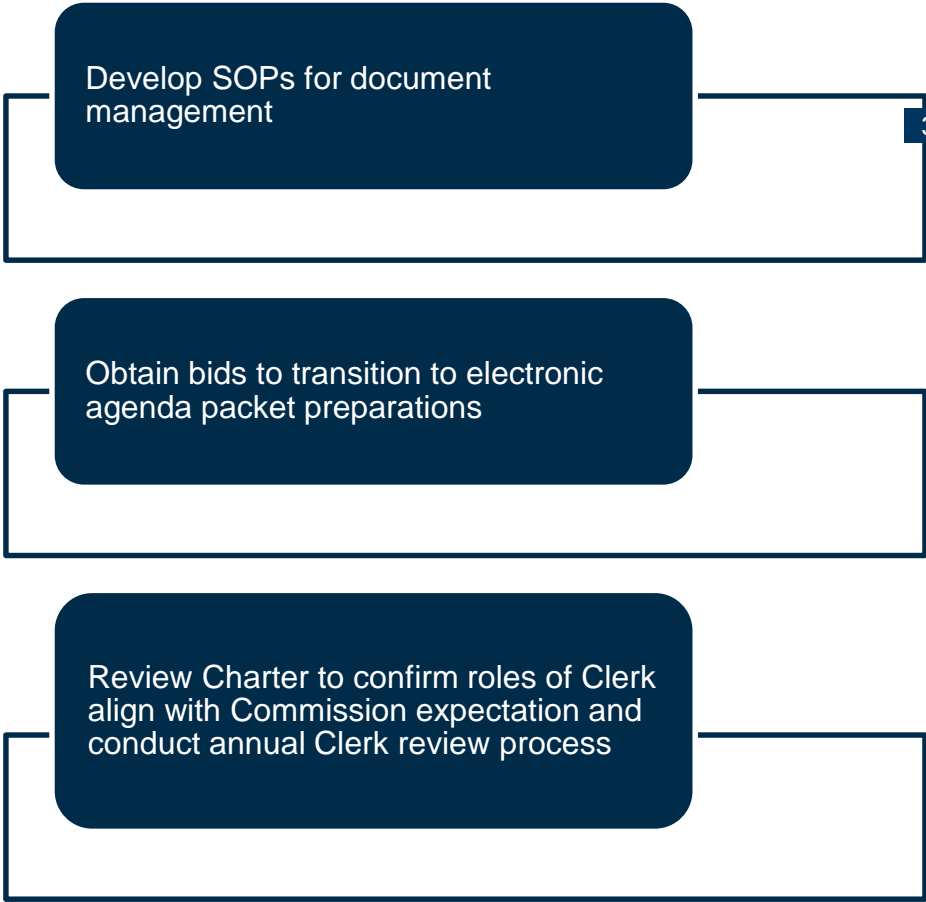 Develop SOPs for document
management
3
Obtain bids to transition to electronic
agenda packet preparations
Review Charter to confirm roles of Clerk
align with Commission expectation and
conduct annual Clerk review process